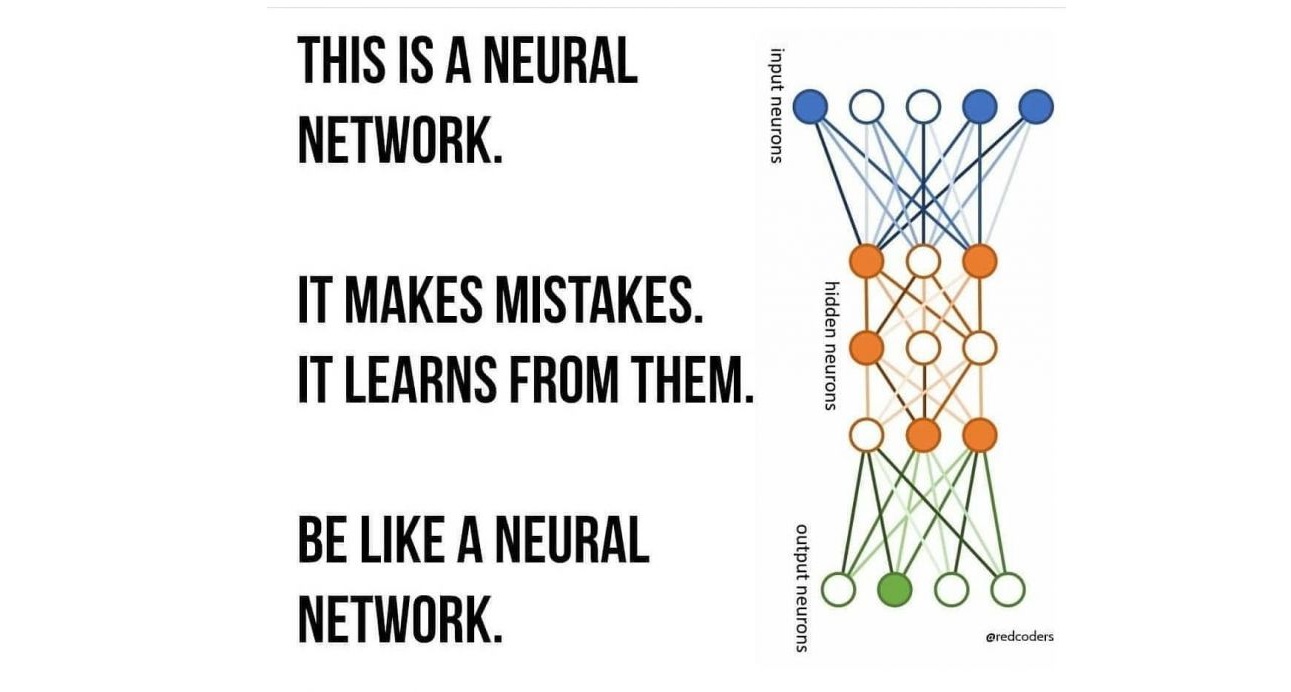 THIS IS A NEURAL
NETWORK.
IT MAKES MISTAKES.
IT LEARNS FROM THEM.
BE LIKE A NEURAL
NETWORK.
input neurons
hidden neurons
output neurons
@redcoders